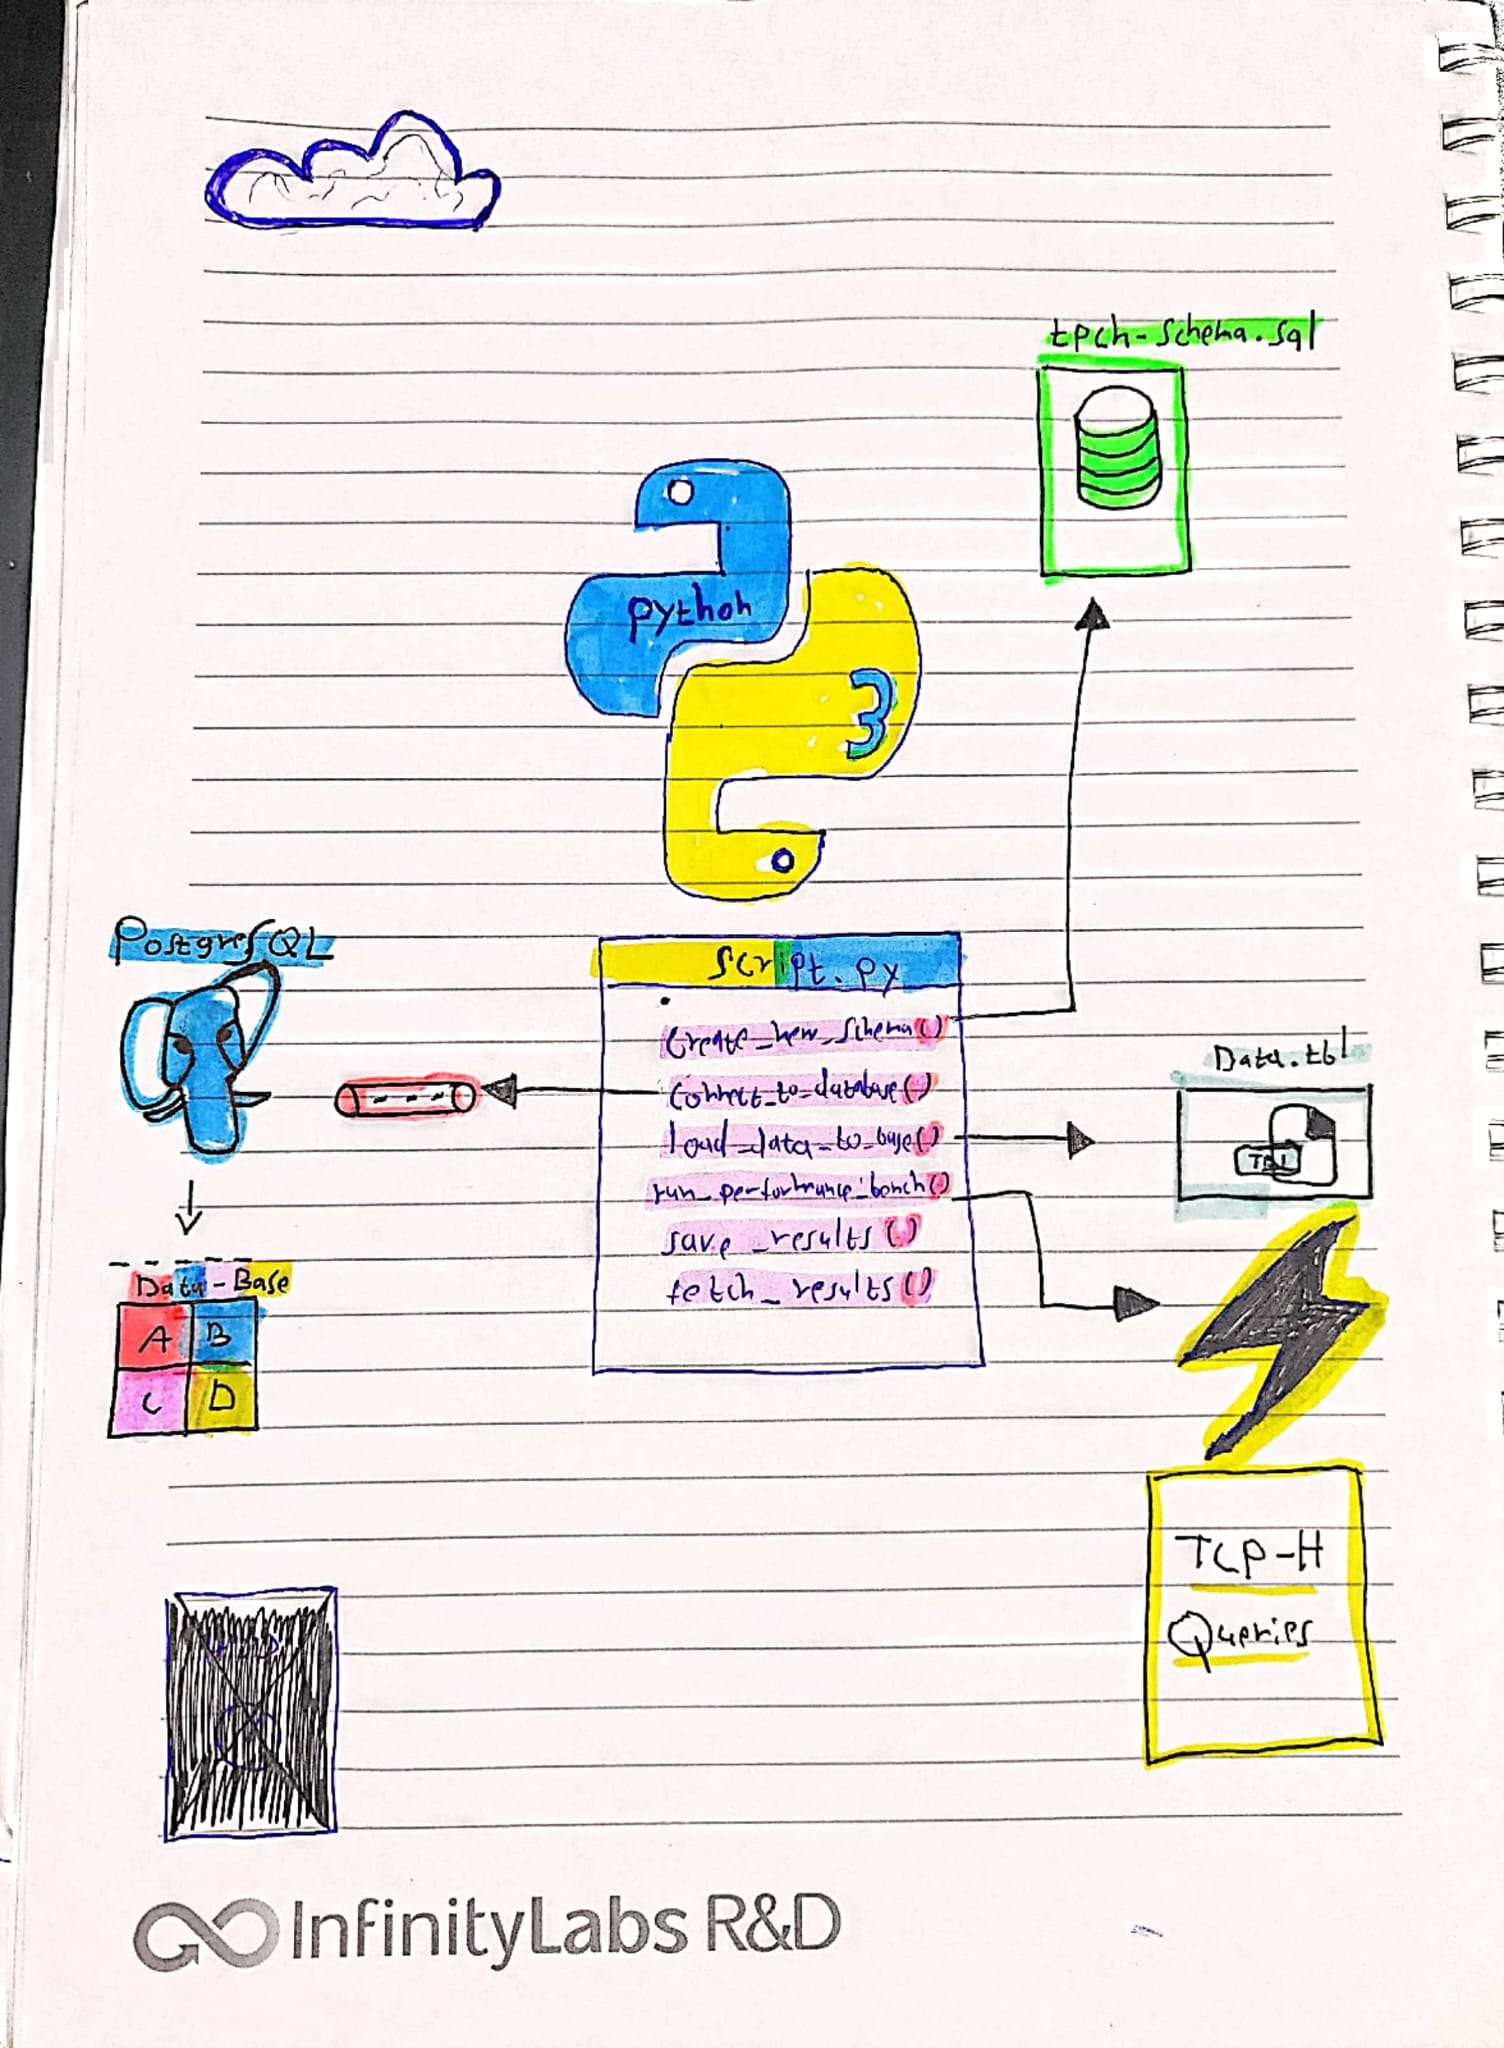 tpch-schema.sql
python
3
PostgreSQL
script.py
create_new_schema()
connect_to_database()
load_data_to_base()
run_performance_bench()
save_results()
fetch_results()
Data.tbl
TBL
Data-Base
A B
C D
TCP-H
Queries
InfinityLabs R&D